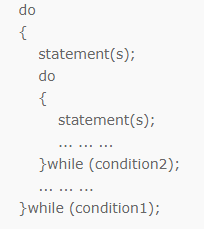 do
{
statement(s);
do
{
statement(s);
... ... ...
}while (condition2);
... ... ...
}while (condition1);